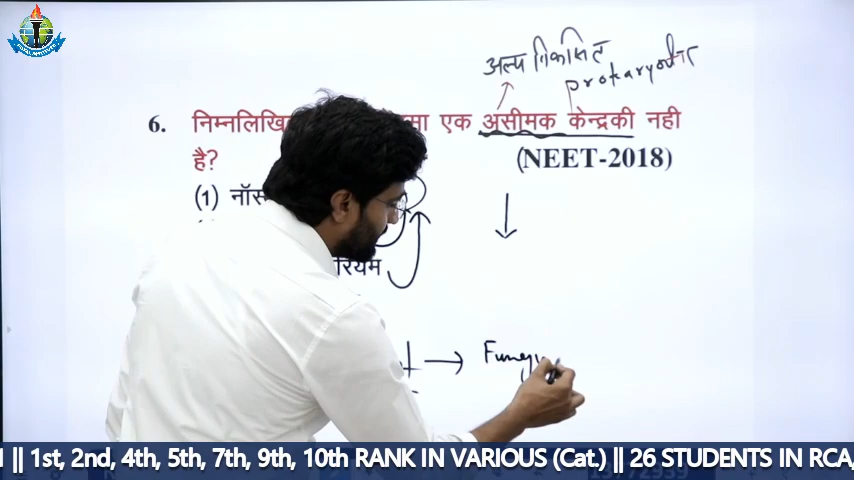 अल्प विकसित
prokaryotic
6. निम्नलिखि मा एक असीमक केन्द्रकी नही
है? (NEET-2018)
(1) नॉस
रियम
Fungu
|| 1st, 2nd, 4th, 5th, 7th, 9th, 10th RANK IN VARIOUS (Cat.) || 26 STUDENTS IN RCA,